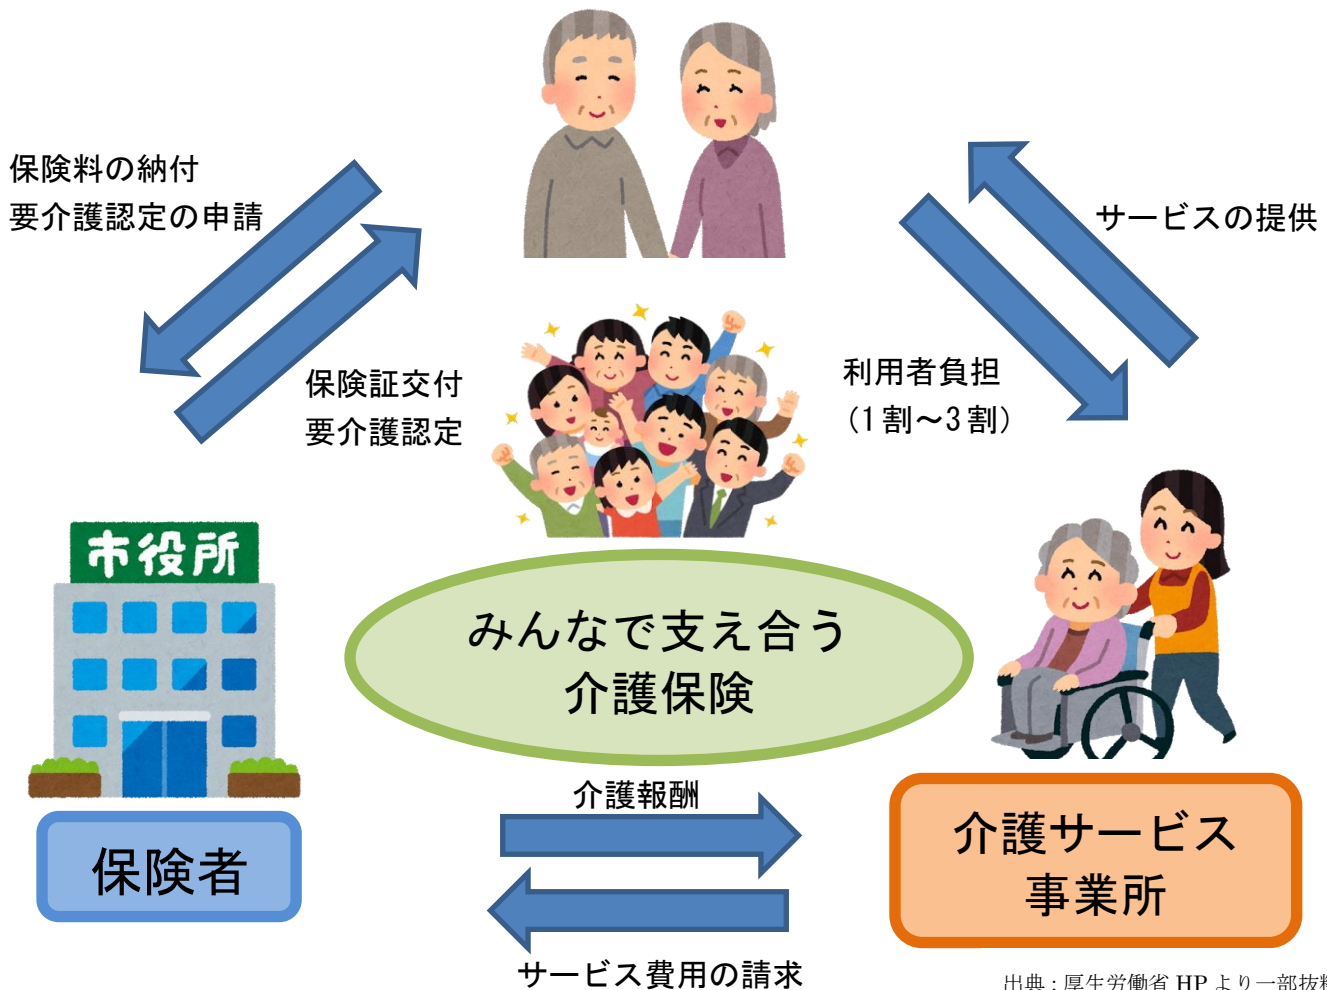 保険料の納付
要介護認定の申請
サービスの提供
保険証交付
要介護認定
利用者負担
（1割～3割）
市役所
みんなで支え合う
介護保険
介護報酬
保険者
介護サービス
事業所
サービス費用の請求
出典：厚生労働省 HP より一部抜粋